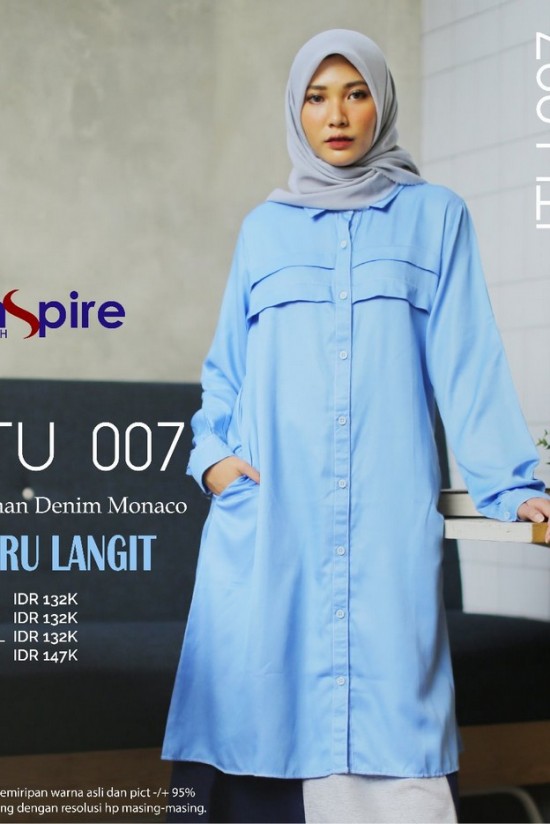 nspire
H
TU 007
han Denim Monaco
RU LANGIT
IDR 132K
IDR 132K
L IDR 132K
IDR 147K
emiripan warna asli dan pict -/+ 95%
ng dengan resolusi hp masing-masing.
ITU 007